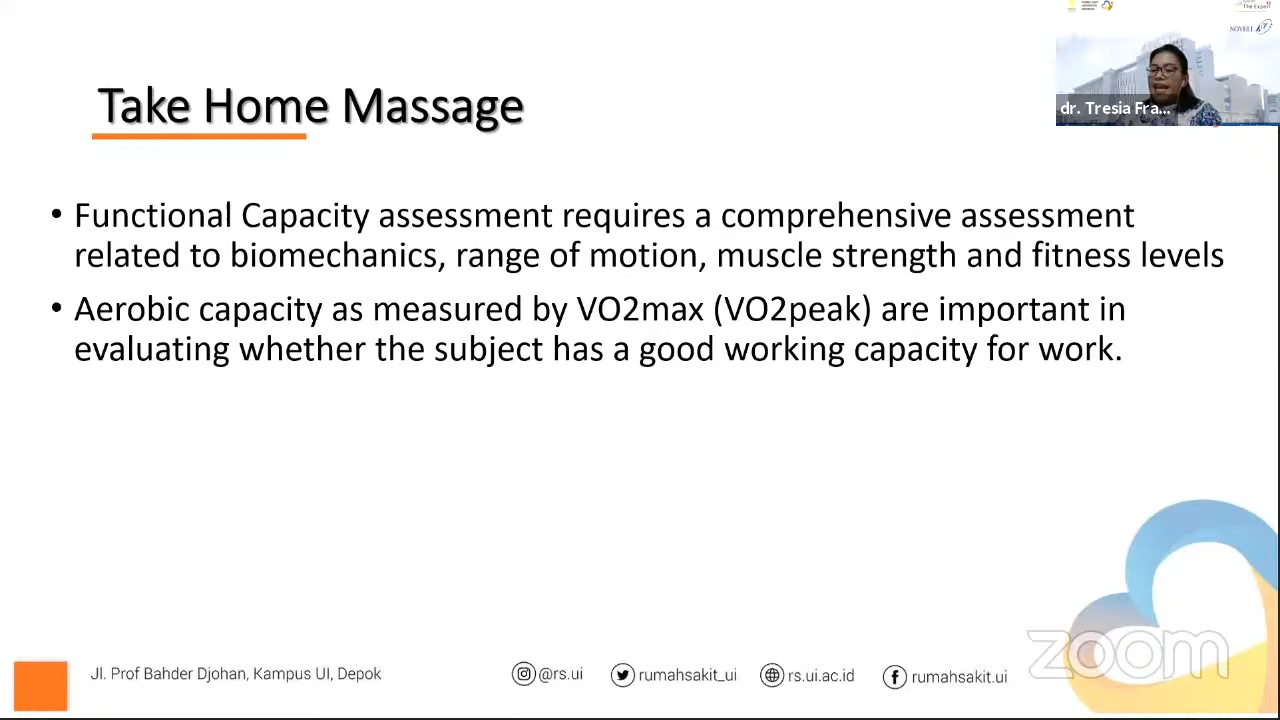 The Expert
NOVELL
dr. Tresia Fra...
Take Home Massage
• Functional Capacity assessment requires a comprehensive assessment
related to biomechanics, range of motion, muscle strength and fitness levels
• Aerobic capacity as measured by VO2max (VO2peak) are important in
evaluating whether the subject has a good working capacity for work.
zoom
Jl. Prof Bahder Djohan, Kampus UI, Depok @rs.ui rumahsakit_ui rs.ui.ac.id rumahsakit.ui